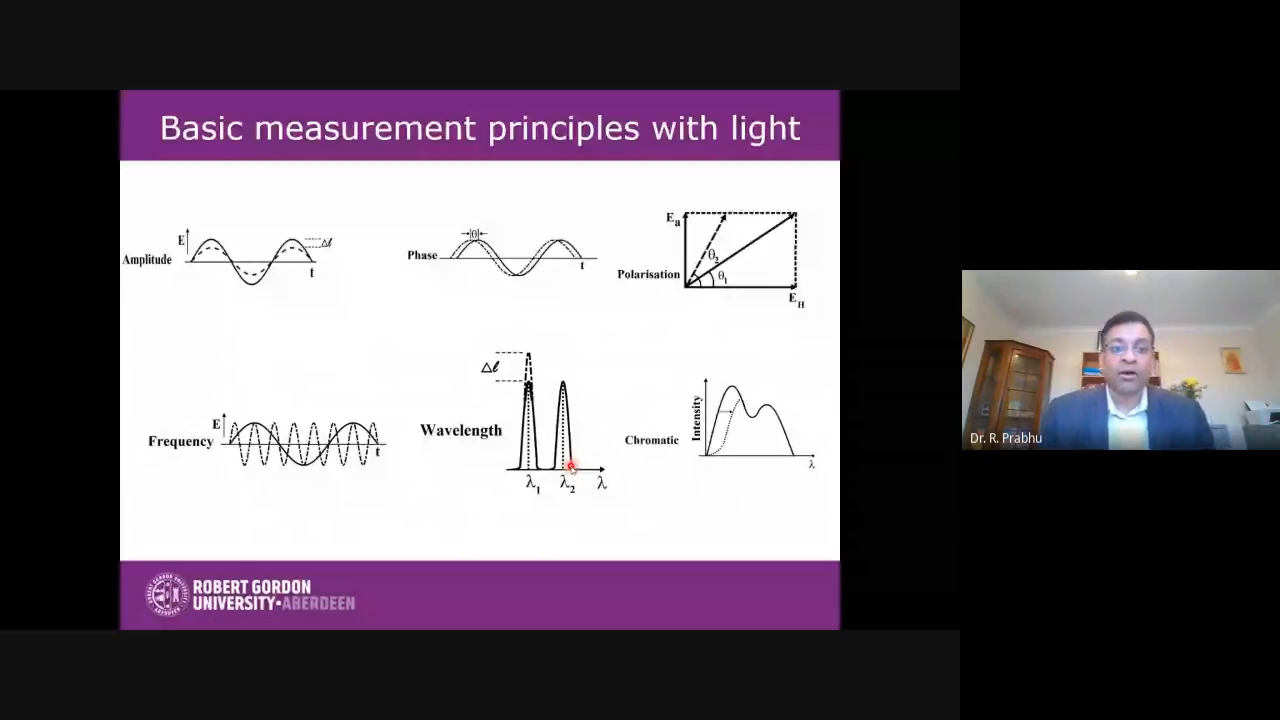 Basic measurement principles with light
Amplitude
E
Δℓ
t
Phase
θ
t
Polarisation
Ea
θ2
θ1
EH
Frequency
E
t
Wavelength
Δℓ
λ1
λ2
λ
Chromatic
Intensity
λ
Dr. R. Prabhu
ROBERT GORDON
UNIVERSITY•ABERDEEN